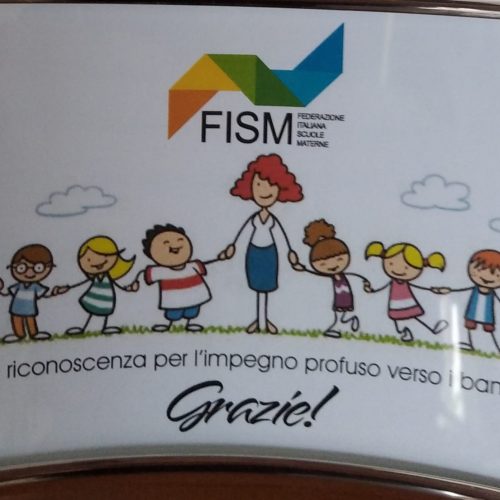 FISM
FEDERAZIONE
ITALIANA
SCUOLE
MATERNE
riconoscenza per l'impegno profuso verso i
Grazie!